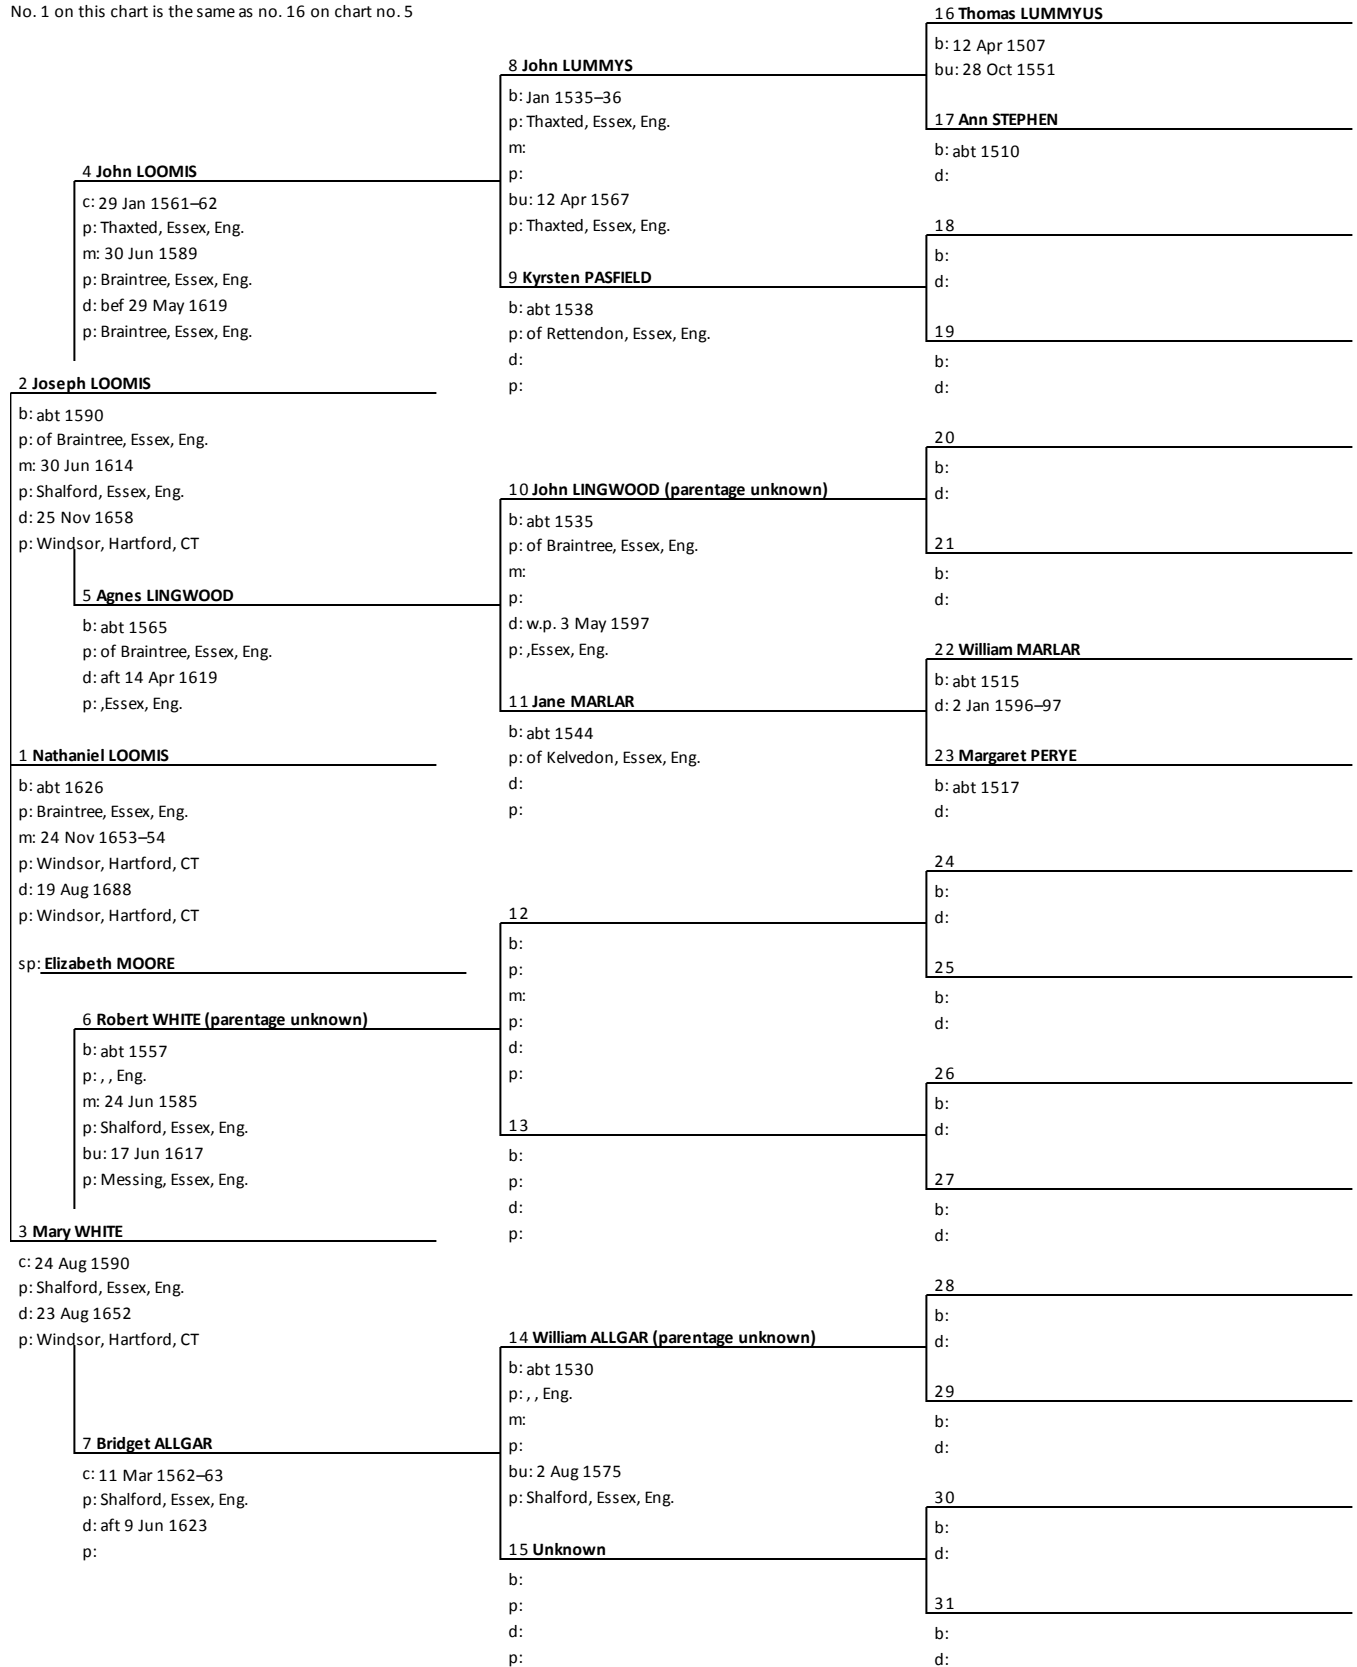 No. 1 on this chart is the same as no. 16 on chart no. 5
16 Thomas LUMMYUS
b: 12 Apr 1507
bu: 28 Oct 1551
8 John LUMMYS
b: Jan 1535–36
p: Thaxted, Essex, Eng.
m:
p:
bu: 12 Apr 1567
p: Thaxted, Essex, Eng.
17 Ann STEPHEN
b: abt 1510
d:
4 John LOOMIS
c: 29 Jan 1561–62
p: Thaxted, Essex, Eng.
m: 30 Jun 1589
p: Braintree, Essex, Eng.
d: bef 29 May 1619
p: Braintree, Essex, Eng.
18
b:
d:
9 Kyrsten PASFIELD
b: abt 1538
p: of Rettendon, Essex, Eng.
d:
p:
19
b:
d:
2 Joseph LOOMIS
b: abt 1590
p: of Braintree, Essex, Eng.
m: 30 Jun 1614
p: Shalford, Essex, Eng.
d: 25 Nov 1658
p: Windsor, Hartford, CT
20
b:
d:
10 John LINGWOOD (parentage unknown)
b: abt 1535
p: of Braintree, Essex, Eng.
m:
p:
d: w.p. 3 May 1597
p: ,Essex, Eng.
21
b:
d:
5 Agnes LINGWOOD
b: abt 1565
p: of Braintree, Essex, Eng.
d: aft 14 Apr 1619
p: ,Essex, Eng.
22 William MARLAR
b: abt 1515
d: 2 Jan 1596–97
11 Jane MARLAR
b: abt 1544
p: of Kelvedon, Essex, Eng.
d:
p:
23 Margaret PERYE
b: abt 1517
d:
1 Nathaniel LOOMIS
b: abt 1626
p: Braintree, Essex, Eng.
m: 24 Nov 1653–54
p: Windsor, Hartford, CT
d: 19 Aug 1688
p: Windsor, Hartford, CT
sp: Elizabeth MOORE
24
b:
d:
12
b:
p:
m:
p:
d:
p:
25
b:
d:
6 Robert WHITE (parentage unknown)
b: abt 1557
p: , , Eng.
m: 24 Jun 1585
p: Shalford, Essex, Eng.
bu: 17 Jun 1617
p: Messing, Essex, Eng.
26
b:
d:
13
b:
p:
d:
p:
27
b:
d:
3 Mary WHITE
c: 24 Aug 1590
p: Shalford, Essex, Eng.
d: 23 Aug 1652
p: Windsor, Hartford, CT
28
b:
d:
14 William ALLGAR (parentage unknown)
b: abt 1530
p: , , Eng.
m:
p:
bu: 2 Aug 1575
p: Shalford, Essex, Eng.
29
b:
d:
7 Bridget ALLGAR
c: 11 Mar 1562–63
p: Shalford, Essex, Eng.
d: aft 9 Jun 1623
p:
30
b:
d:
15 Unknown
b:
p:
d:
p:
31
b:
d: